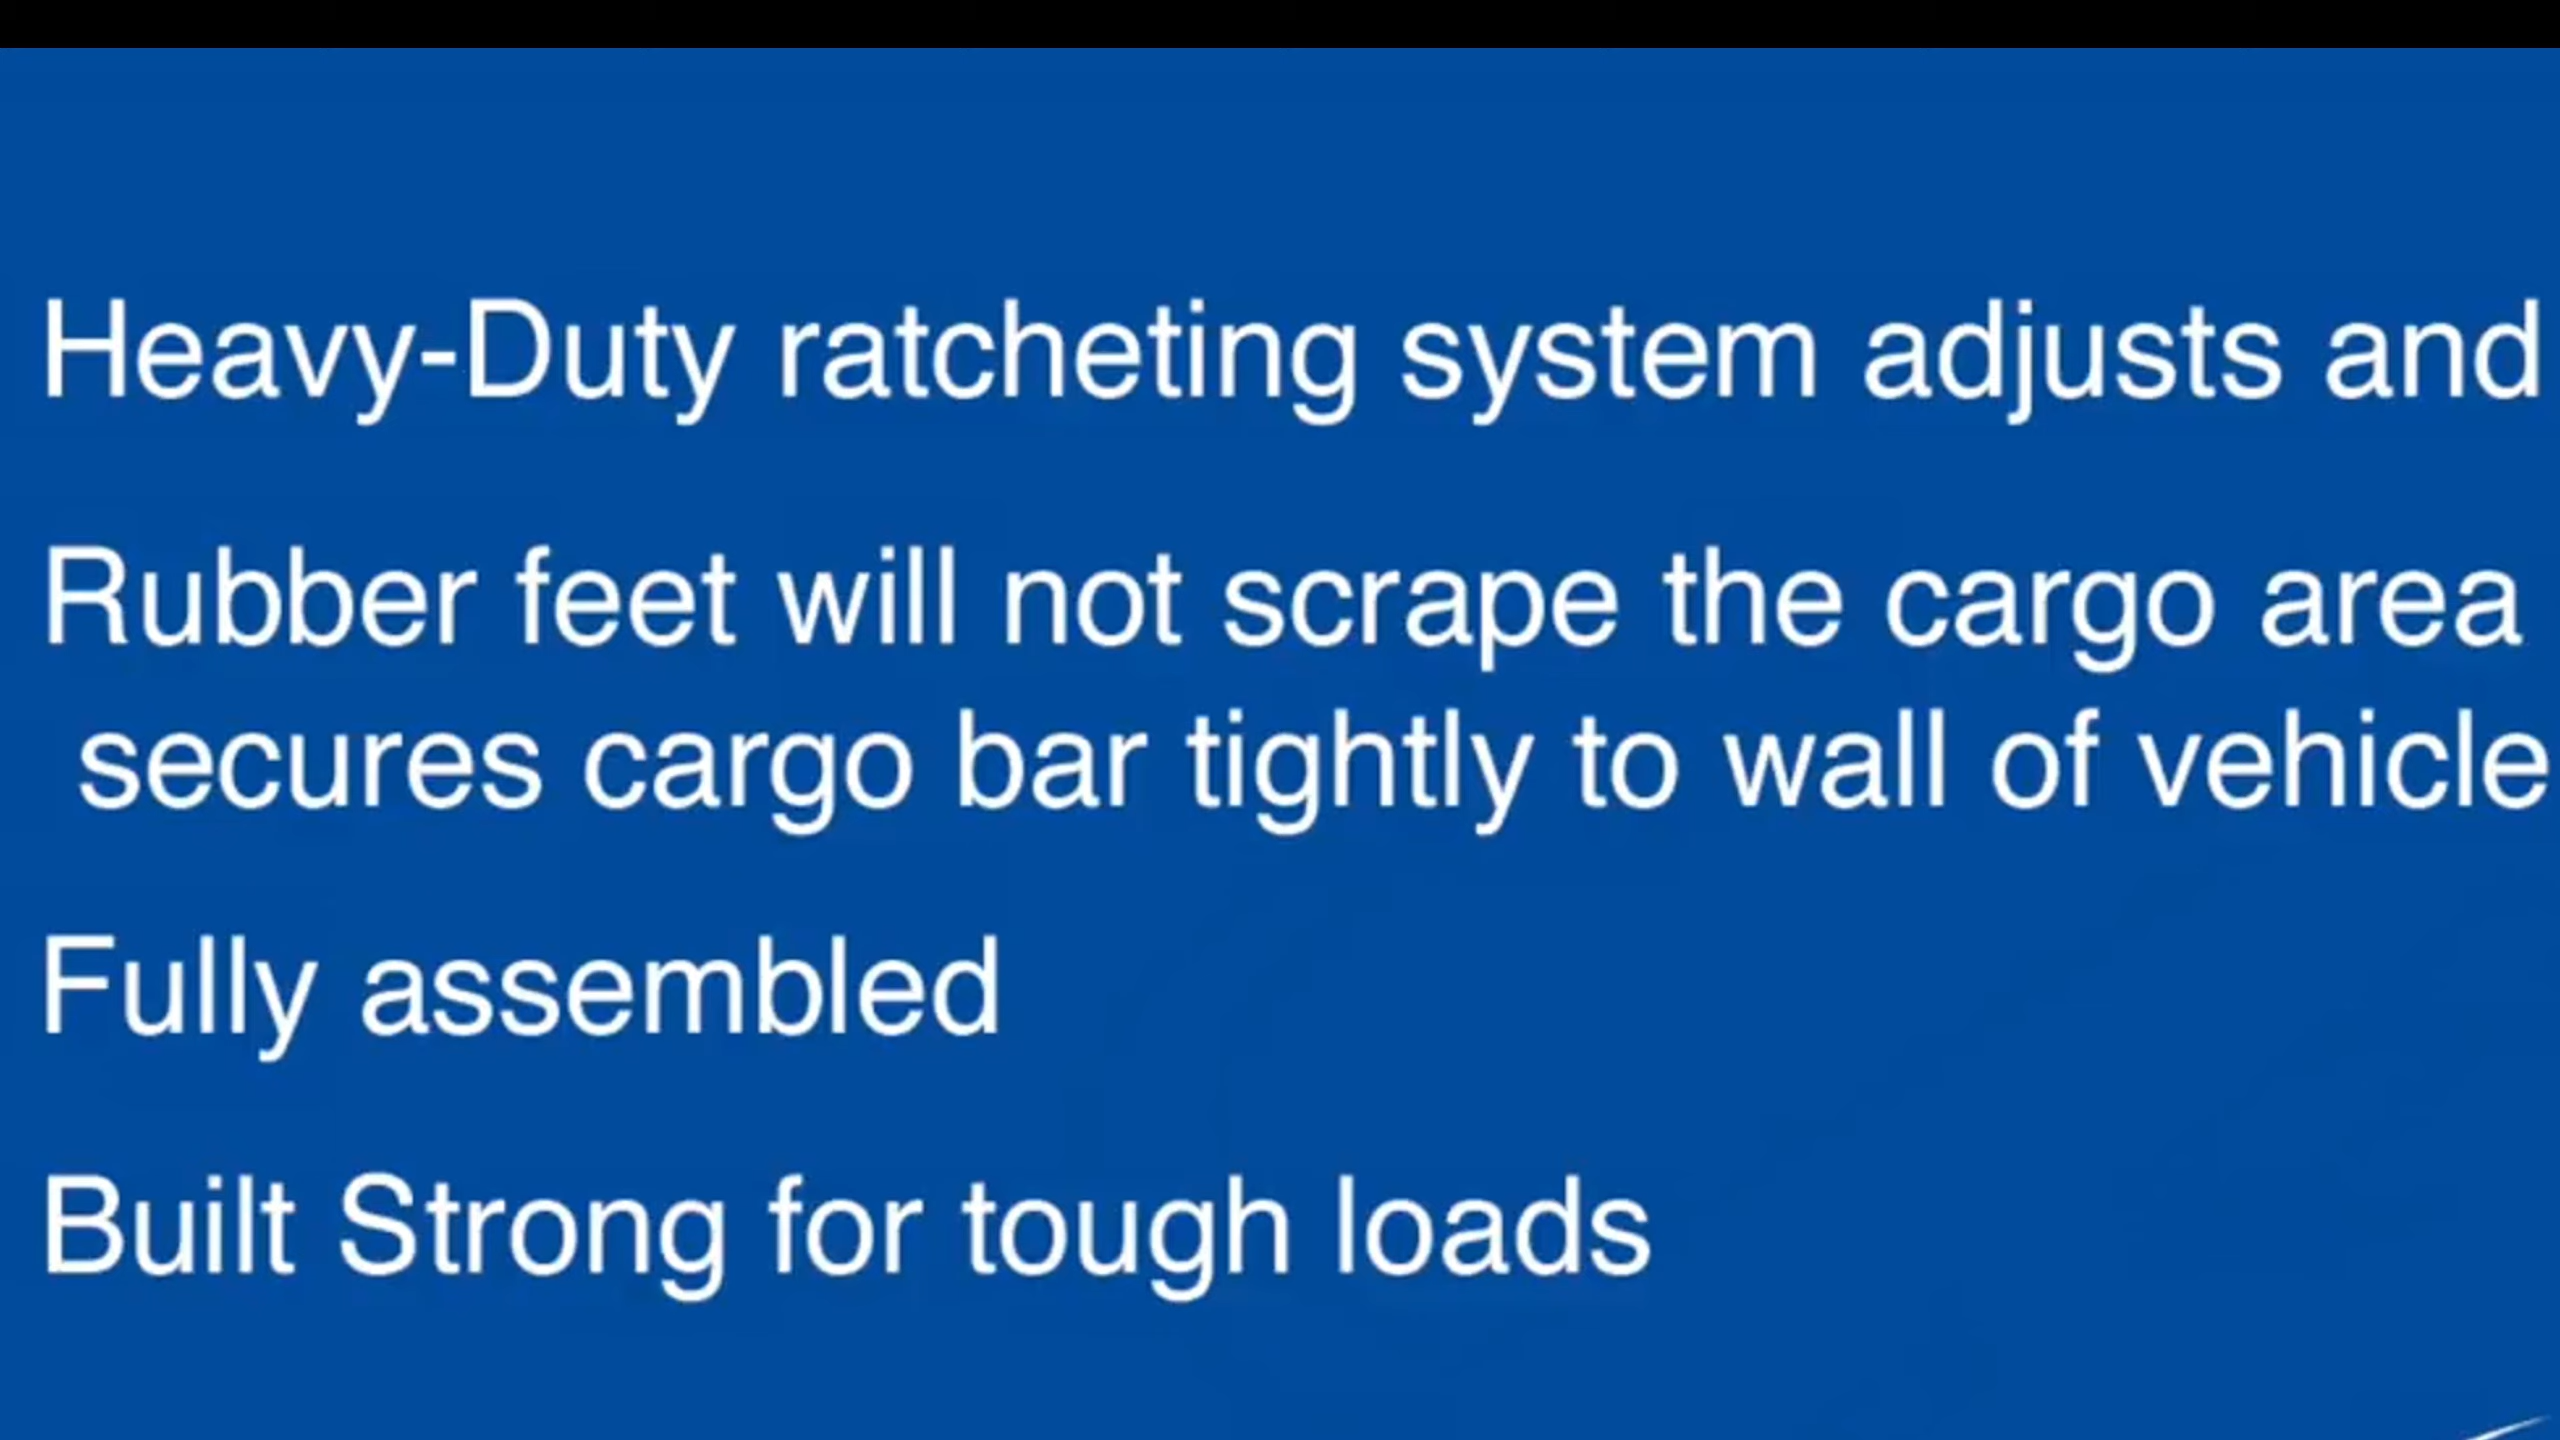 Heavy-Duty ratcheting system adjusts and
Rubber feet will not scrape the cargo area
secures cargo bar tightly to wall of vehicle
Fully assembled
Built Strong for tough loads